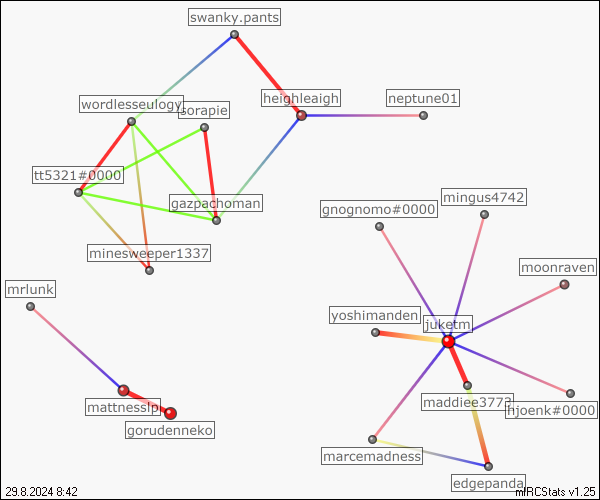 swanky.pants
heighleaigh
neptune01
wordlesseulogy
sorapie
tt5321#0000
gazpachoman
mingus4742
gnognomo#0000
minesweeper1337
moonraven
mrlunk
yoshimanden
juketm
mattnesslp
maddiee3773
hjoenk#0000
gorudenneko
marcemadness
edgepanda
29.8.2024 8:42
mIRCStats v1.25